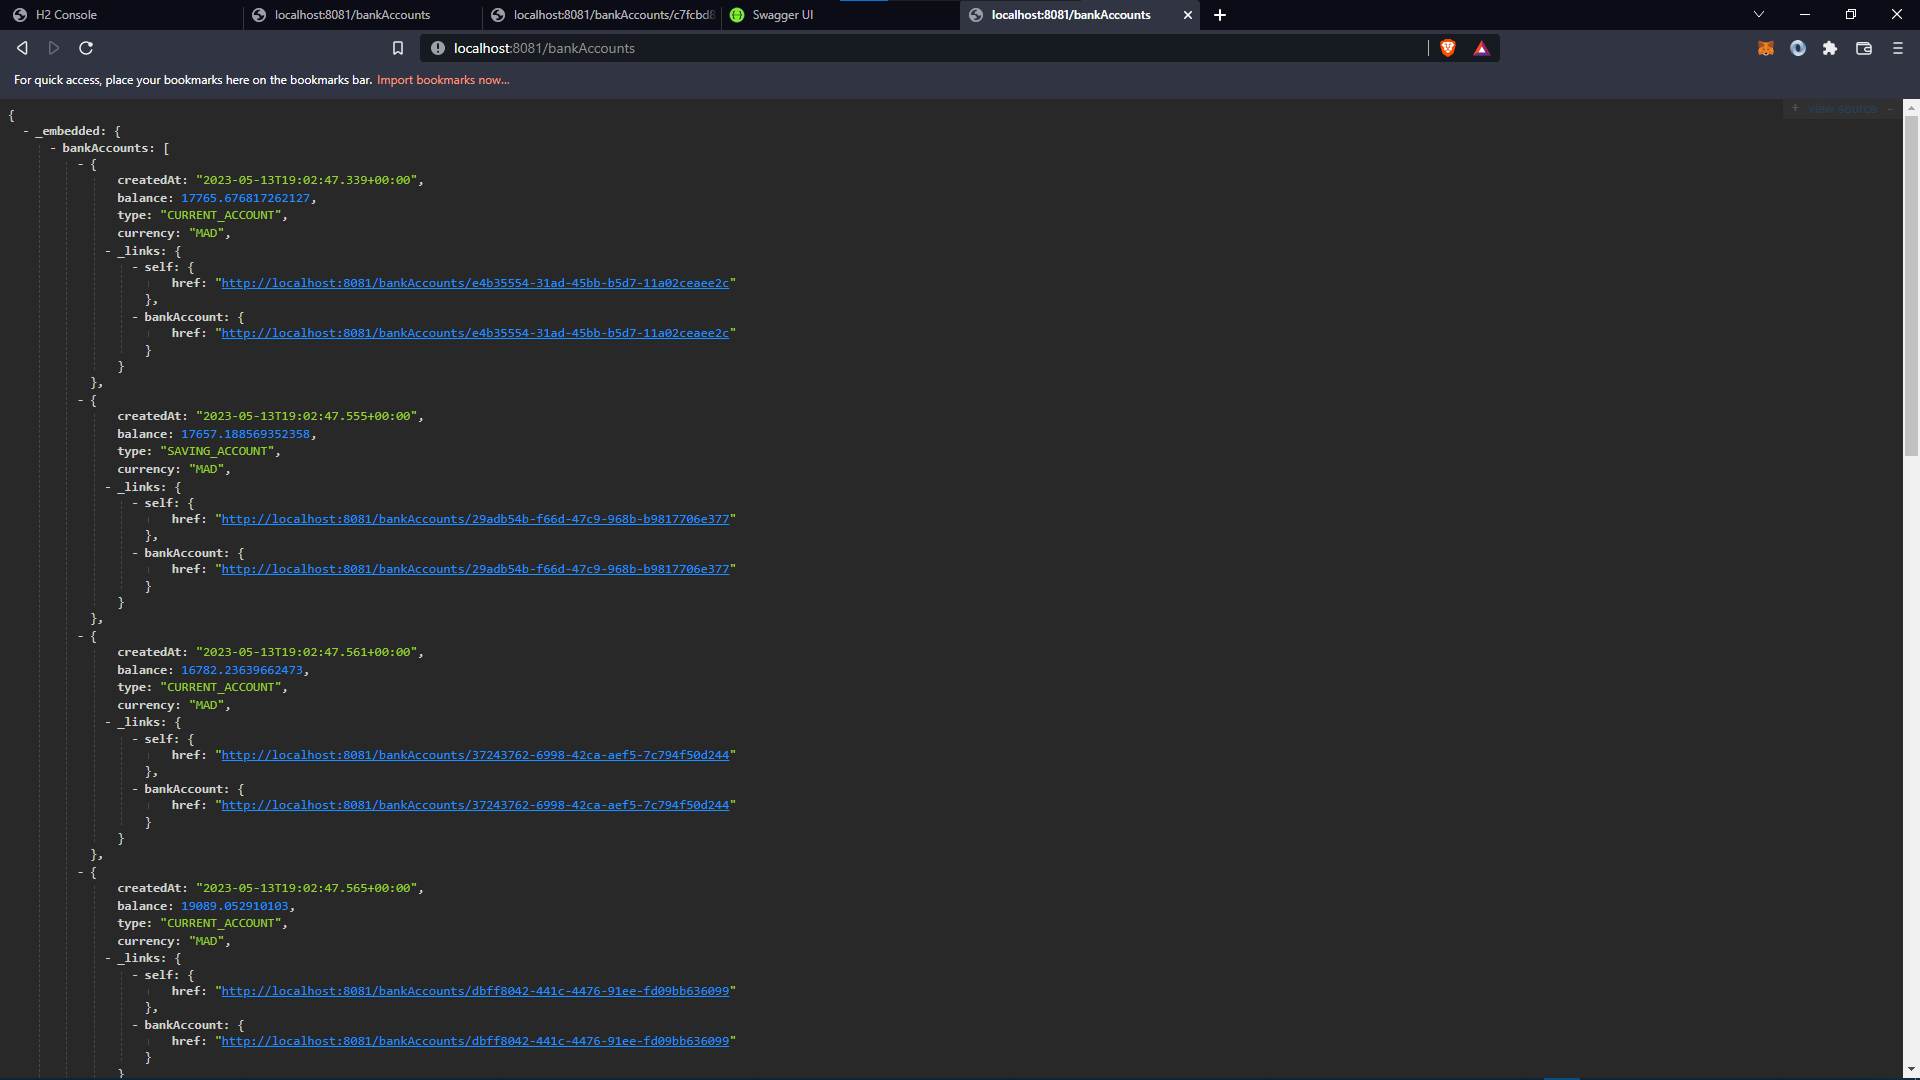 H2 Console
localhost:8081/bankAccounts
localhost:8081/bankAccounts/c7fcbd8
Swagger UI
localhost:8081/bankAccounts
localhost:8081/bankAccounts
For quick access, place your bookmarks here on the bookmarks bar. Import bookmarks now...
+ view source -
{
- _embedded: {
- bankAccounts: [
- {
createdAt: "2023-05-13T19:02:47.339+00:00",
balance: 17765.676817262127,
type: "CURRENT_ACCOUNT",
currency: "MAD",
- _links: {
- self: {
href: "http://localhost:8081/bankAccounts/e4b35554-31ad-45bb-b5d7-11a02ceaee2c"
},
- bankAccount: {
href: "http://localhost:8081/bankAccounts/e4b35554-31ad-45bb-b5d7-11a02ceaee2c"
}
}
},
- {
createdAt: "2023-05-13T19:02:47.555+00:00",
balance: 17657.188569352358,
type: "SAVING_ACCOUNT",
currency: "MAD",
- _links: {
- self: {
href: "http://localhost:8081/bankAccounts/29adb54b-f66d-47c9-968b-b9817706e377"
},
- bankAccount: {
href: "http://localhost:8081/bankAccounts/29adb54b-f66d-47c9-968b-b9817706e377"
}
}
},
- {
createdAt: "2023-05-13T19:02:47.561+00:00",
balance: 16782.23639662473,
type: "CURRENT_ACCOUNT",
currency: "MAD",
- _links: {
- self: {
href: "http://localhost:8081/bankAccounts/37243762-6998-42ca-aef5-7c794f50d244"
},
- bankAccount: {
href: "http://localhost:8081/bankAccounts/37243762-6998-42ca-aef5-7c794f50d244"
}
}
},
- {
createdAt: "2023-05-13T19:02:47.565+00:00",
balance: 19089.052910103,
type: "CURRENT_ACCOUNT",
currency: "MAD",
- _links: {
- self: {
href: "http://localhost:8081/bankAccounts/dbff8042-441c-4476-91ee-fd09bb636099"
},
- bankAccount: {
href: "http://localhost:8081/bankAccounts/dbff8042-441c-4476-91ee-fd09bb636099"
}
}